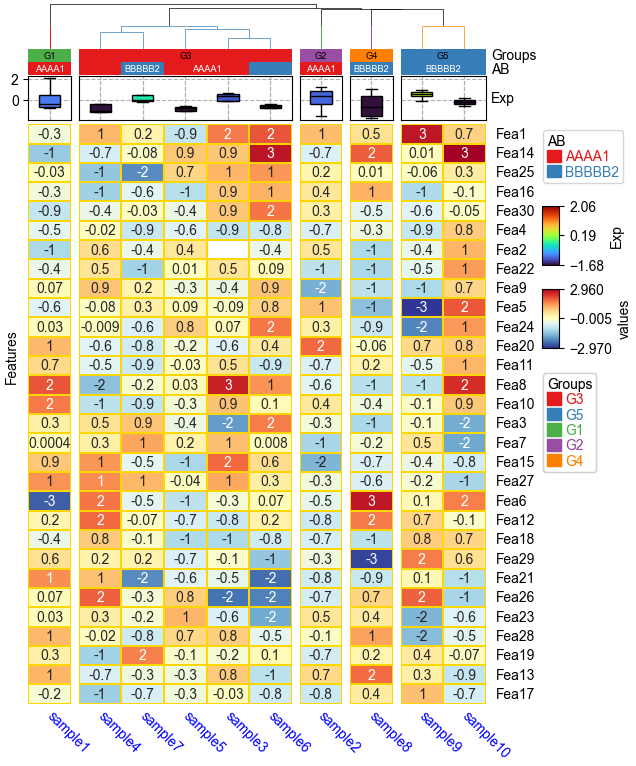 G1 G3 G2 G4 G5 Groups
AAAA1 BBBBB2 AAAA1 AAAA1 BBBBB2 BBBBB2 AB
2
0
Exp
-0.3 1 0.2 -0.9 2 2 1 0.5 3 0.7 Fea1
-1 -0.7 -0.08 0.9 0.9 3 -0.7 2 0.01 3 Fea14
-0.03 -1 -2 0.7 1 1 0.2 0.01 -0.06 0.3 Fea25
-0.3 -1 -0.6 -1 0.9 1 0.4 1 -1 -0.1 Fea16
-0.9 -0.4 -0.03 -0.4 0.9 2 0.3 -0.5 -0.6 -0.05 Fea30
-0.5 -0.02 -0.9 -0.6 -0.9 -0.8 -0.7 -0.3 -0.9 0.8 Fea4
-1 0.6 -0.4 0.4 -0.4 0.5 -1 -0.4 1 Fea2
-0.4 0.5 -1 0.01 0.5 0.09 -1 -1 -0.5 1 Fea22
0.07 0.9 0.2 -0.3 -0.4 0.9 -2 -1 -1 0.7 Fea9
-0.6 -0.08 0.3 0.09 -0.09 0.8 1 -1 -3 2 Fea5
0.03 -0.009 -0.6 0.8 0.07 2 0.3 -0.9 -2 1 Fea24
1 -0.6 -0.8 -0.2 -0.6 0.4 2 -0.06 0.7 0.8 Fea20
0.7 -0.5 -0.9 -0.03 0.5 -0.9 -0.7 0.2 -0.5 1 Fea11
2 -2 -0.2 0.03 3 1 -0.6 -1 -1 2 Fea8
2 -1 -0.9 -0.3 0.9 0.1 0.4 -0.4 -0.1 0.9 Fea10
0.3 0.5 0.9 -0.4 -2 2 -0.3 -1 -0.1 -2 Fea3
0.0004 0.3 1 0.2 1 0.008 -1 -0.2 0.5 -2 Fea7
0.9 1 -0.5 -1 2 0.6 -2 -0.7 -0.4 -0.8 Fea15
1 1 1 -0.04 1 0.3 -0.3 -0.6 -0.2 -1 Fea27
-3 2 -0.5 -1 -0.3 0.07 -0.5 3 0.1 2 Fea6
0.2 2 -0.07 -0.7 -0.8 0.2 -0.8 2 0.7 -0.1 Fea12
-0.4 0.8 -0.1 -1 -1 -0.8 -0.7 -1 0.8 0.7 Fea18
0.6 0.2 0.2 -0.7 -0.1 -1 -0.3 -3 2 0.6 Fea29
1 1 -2 -0.6 -0.5 -2 -0.8 -0.9 0.1 -1 Fea21
0.07 2 -0.3 0.8 -2 -2 -0.7 0.7 2 -1 Fea26
0.03 0.3 -0.2 1 -0.6 -2 0.5 0.4 -2 -0.6 Fea23
1 -0.02 -0.8 0.7 0.8 -0.5 -0.1 1 -2 -0.5 Fea28
0.3 -1 2 -0.1 -0.2 0.1 -0.9 0.2 0.4 -0.07 Fea19
1 -0.7 -0.3 -0.3 0.8 -1 0.7 2 0.3 -0.9 Fea13
-0.2 -1 -0.7 -0.3 -0.03 -0.8 -0.8 0.4 1 -0.7 Fea17
Features
sample1 sample4 sample7 sample5 sample3 sample6 sample2 sample8 sample9 sample10
AB
AAAA1
BBBBB2
2.06
0.19
−1.68
Exp
2.960
−0.005
−2.970
values
Groups
G3
G5
G1
G2
G4